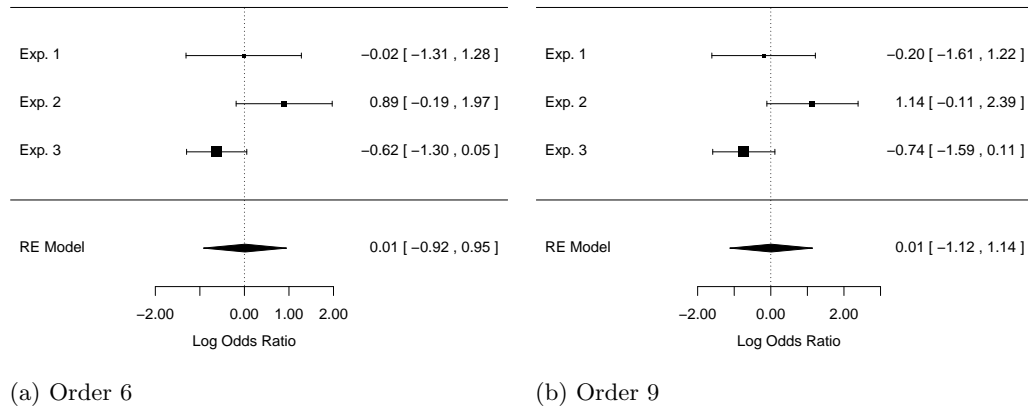 Exp. 1 −0.02 [ −1.31 , 1.28 ]
Exp. 2 0.89 [ −0.19 , 1.97 ]
Exp. 3 −0.62 [ −1.30 , 0.05 ]
RE Model 0.01 [ −0.92 , 0.95 ]
−2.00 0.00 1.00 2.00
Log Odds Ratio
(a) Order 6
Exp. 1 −0.20 [ −1.61 , 1.22 ]
Exp. 2 1.14 [ −0.11 , 2.39 ]
Exp. 3 −0.74 [ −1.59 , 0.11 ]
RE Model 0.01 [ −1.12 , 1.14 ]
−2.00 0.00 2.00
Log Odds Ratio
(b) Order 9